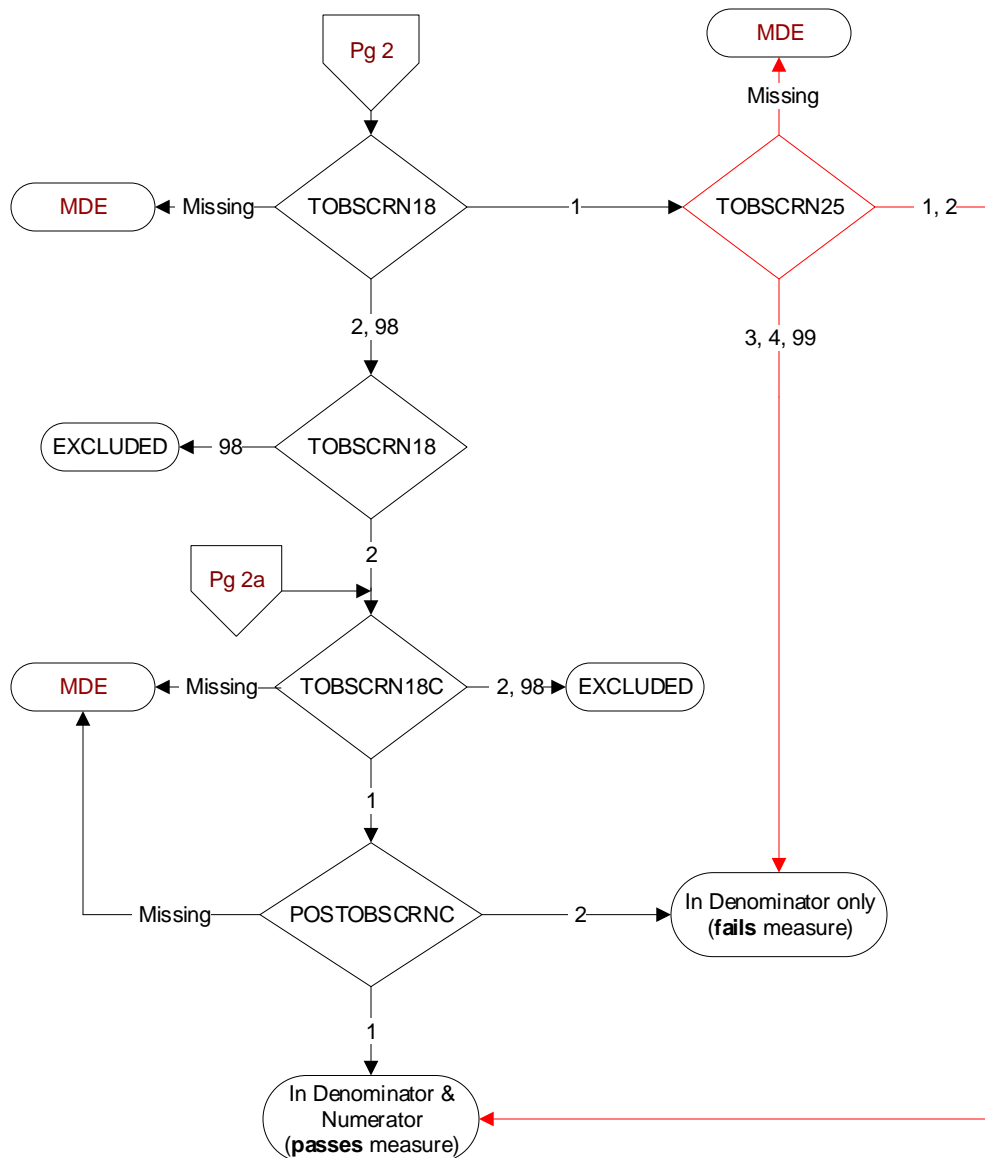 MDE
Pg 2
Missing
MDE
Missing
TOBSCRN18
1
TOBSCRN25
1, 2
2, 98
3, 4, 99
EXCLUDED
98
TOBSCRN18
2
Pg 2a
MDE
Missing
TOBSCRN18C
2, 98
EXCLUDED
1
Missing
POSTOBSCRNC
2
In Denominator only
(fails measure)
1
In Denominator &
Numerator
(passes measure)